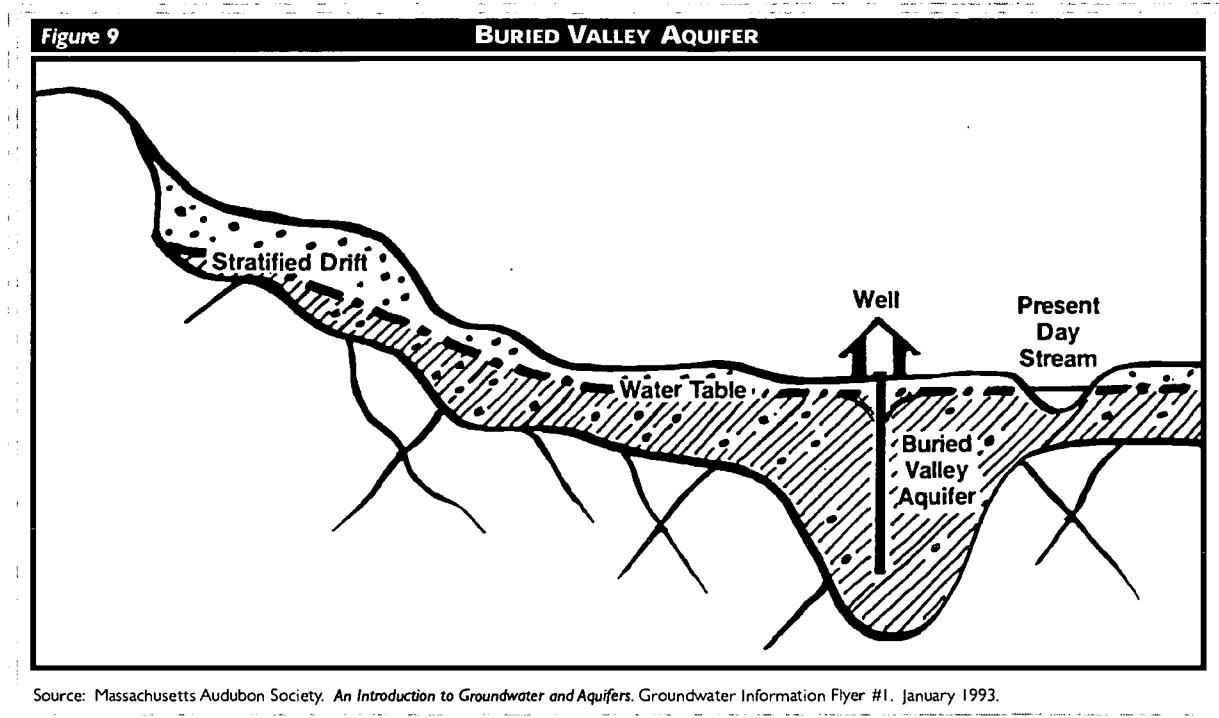 Figure 9
BURIED VALLEY AQUIFER
Stratified Drift
Well
Present
Day
Stream
Water Table
Buried
Valley
Aquifer
Source: Massachusetts Audubon Society. An Introduction to Groundwater and Aquifers. Groundwater Information Flyer #1. January 1993.